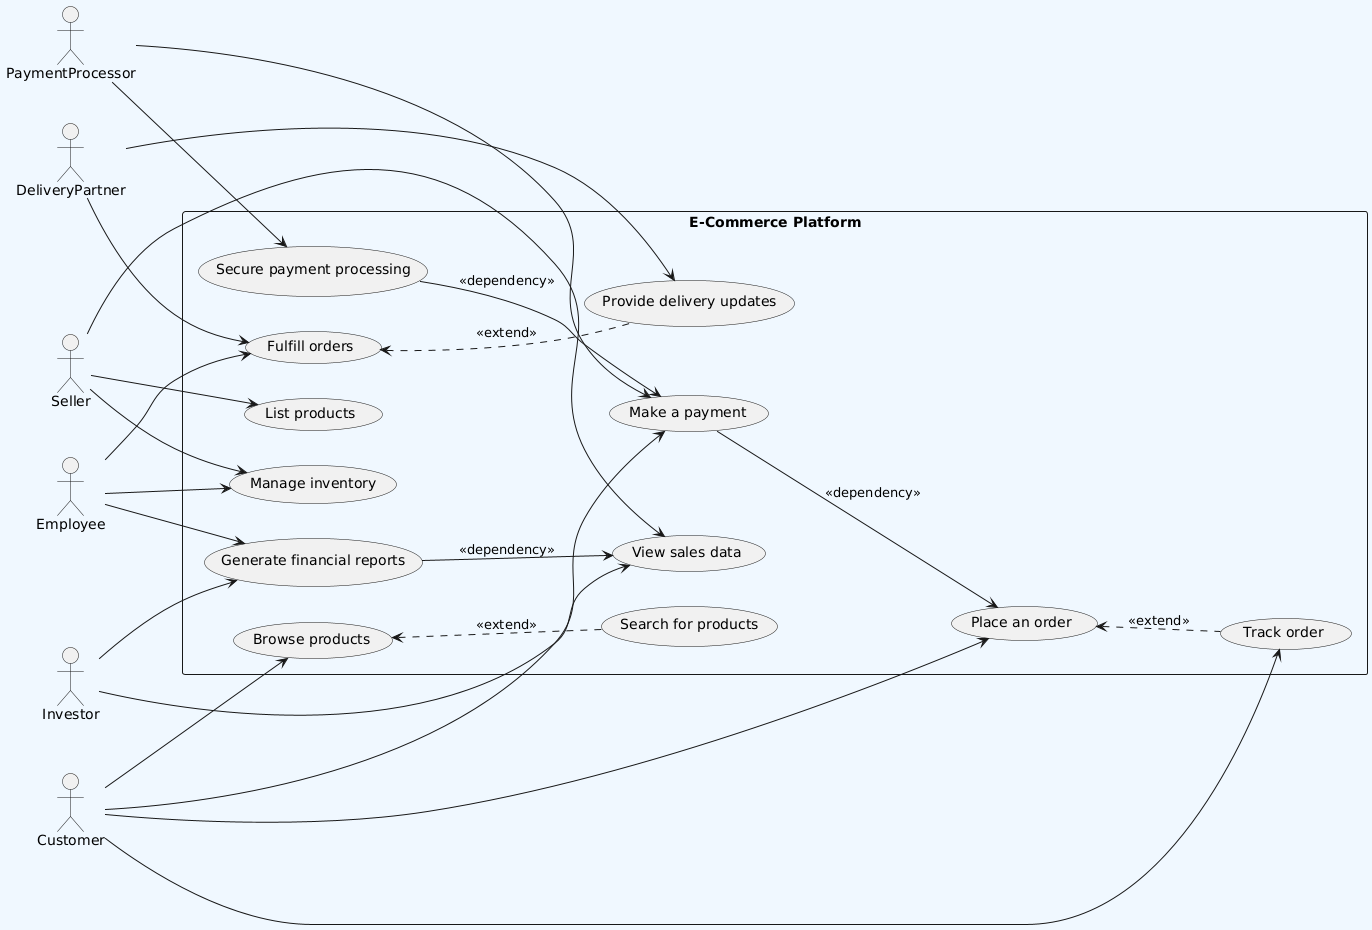 PaymentProcessor
DeliveryPartner
E-Commerce Platform
Secure payment processing
«dependency»
Provide delivery updates
Fulfill orders
«extend»
Seller
List products
Make a payment
Manage inventory
«dependency»
Employee
Generate financial reports
«dependency»
View sales data
Browse products
«extend»
Search for products
Place an order
«extend»
Track order
Investor
Customer